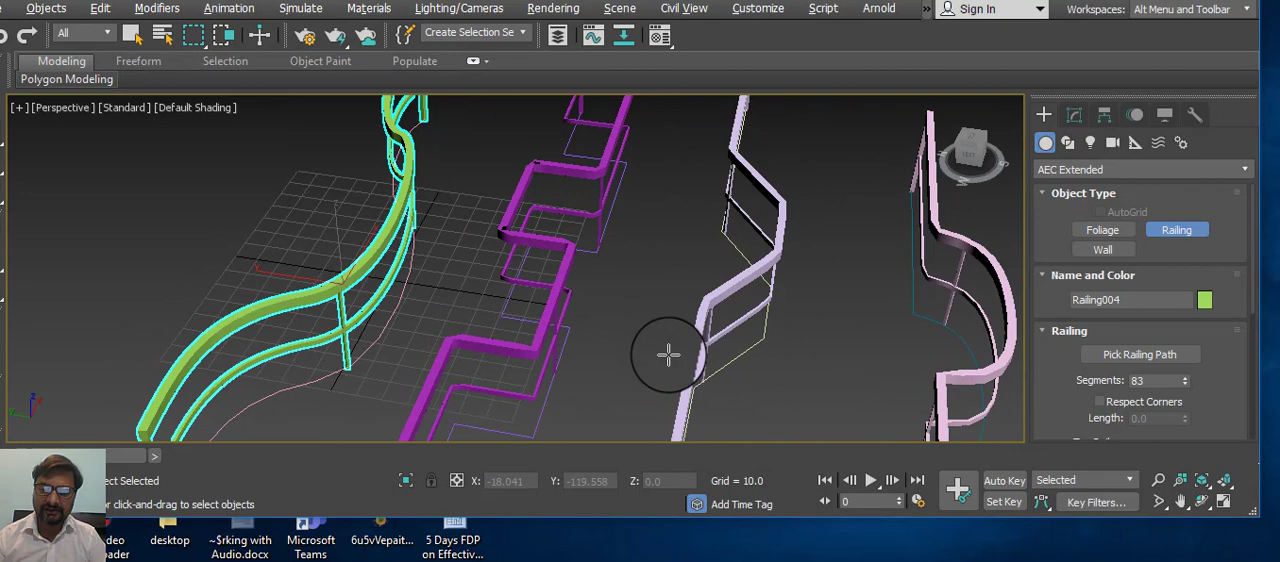 Objects Edit Modifiers Animation Simulate Materials Lighting/Cameras Rendering Scene Civil View Customize Script Arnold » Sign In Workspaces: Alt Menu and Toolbar
All Create Selection Se
Modeling Freeform Selection Object Paint Populate
Polygon Modeling
[+] [Perspective] [Standard] [Default Shading]
LEFT
AEC Extended
Object Type
AutoGrid
Foliage Railing
Wall
Name and Color
Railing004
Railing
Pick Railing Path
Segments: 83
Respect Corners
Length: 0.0
>
ect Selected X: -18.041 Y: -119.558 Z: 0.0 Grid = 10.0 Auto Key Selected
or click-and-drag to select objects Add Time Tag 0 Set Key Key Filters...
deo desktop ~$rking with Microsoft 6u5vVepait... 5 Days FDP
oader Audio.docx Teams on Effectiv...